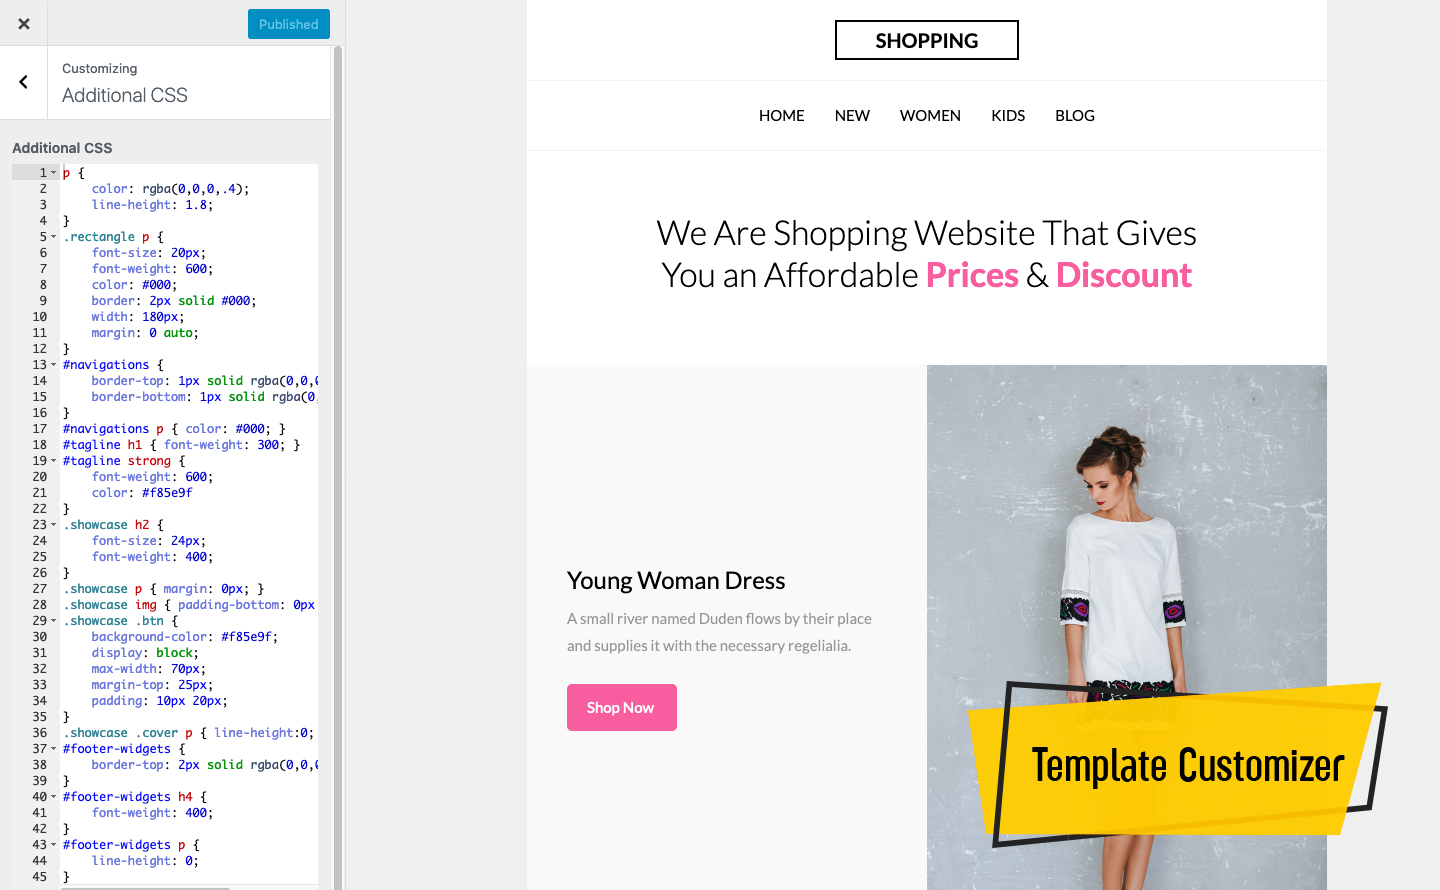 Published
Customizing
Additional CSS
Additional CSS
1 p {
2 color: rgba(0,0,0,.4);
3 line-height: 1.8;
4 }
5 .rectangle p {
6 font-size: 20px;
7 font-weight: 600;
8 color: #000;
9 border: 2px solid #000;
10 width: 180px;
11 margin: 0 auto;
12 }
13 #navigations {
14 border-top: 1px solid rgba(0,0,
15 border-bottom: 1px solid rgba(0,
16 }
17 #navigations p { color: #000; }
18 #tagline h1 { font-weight: 300; }
19 #tagline strong {
20 font-weight: 600;
21 color: #f85e9f
22 }
23 .showcase h2 {
24 font-size: 24px;
25 font-weight: 400;
26 }
27 .showcase p { margin: 0px; }
28 .showcase img { padding-bottom: 0px
29 .showcase .btn {
30 background-color: #f85e9f;
31 display: block;
32 max-width: 70px;
33 margin-top: 25px;
34 padding: 10px 20px;
35 }
36 .showcase .cover p { line-height:0;
37 #footer-widgets {
38 border-top: 2px solid rgba(0,0,
39 }
40 #footer-widgets h4 {
41 font-weight: 400;
42 }
43 #footer-widgets p {
44 line-height: 0;
45 }
SHOPPING
HOME NEW WOMEN KIDS BLOG
We Are Shopping Website That Gives
You an Affordable Prices & Discount
Young Woman Dress
A small river named Duden flows by their place
and supplies it with the necessary regelialia.
Shop Now
Template Customizer